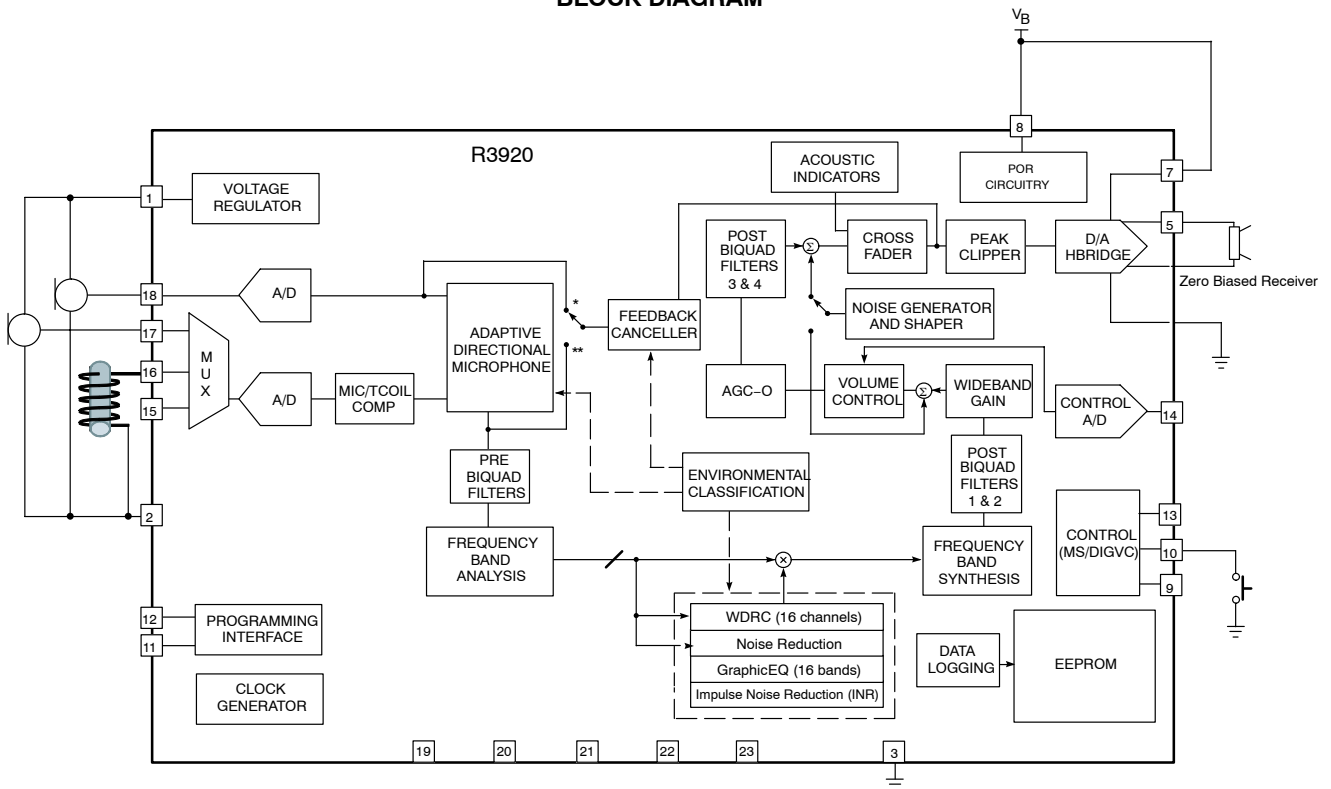 BLOCK DIAGRAM
VB
8
R3920
ACOUSTIC
INDICATORS
POR
CIRCUITRY
7
1
VOLTAGE
REGULATOR
POST
BIQUAD
FILTERS
3 & 4
Σ
CROSS
FADER
PEAK
CLIPPER
D/A
HBRIDGE
5
Zero Biased Receiver
18
A/D
*
FEEDBACK
CANCELLER
NOISE GENERATOR
AND SHAPER
17
ADAPTIVE
DIRECTIONAL
MICROPHONE
**
16
MUX
15
A/D
MIC/TCOIL
COMP
AGC−O
VOLUME
CONTROL
Σ
WIDEBAND
GAIN
CONTROL
A/D
14
PRE
BIQUAD
FILTERS
ENVIRONMENTAL
CLASSIFICATION
POST
BIQUAD
FILTERS
1 & 2
2
13
FREQUENCY
BAND
ANALYSIS
×
FREQUENCY
BAND
SYNTHESIS
CONTROL
(MS/DIGVC)
10
9
12
11
PROGRAMMING
INTERFACE
WDRC (16 channels)
Noise Reduction
GraphicEQ (16 bands)
Impulse Noise Reduction (INR)
DATA
LOGGING
EEPROM
CLOCK
GENERATOR
19
20
21
22
23
3